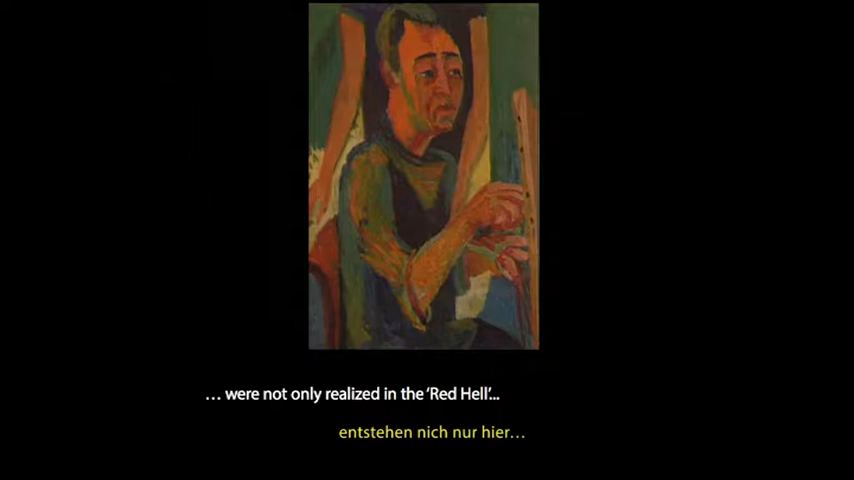 … were not only realized in the ‘Red Hell’...
entstehen nich nur hier…